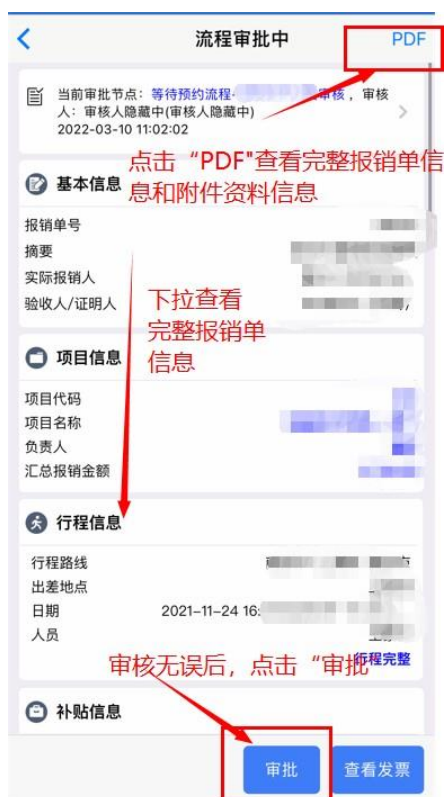 流程审批中
PDF
当前审批节点：等待预约流程-
审核，审核
人：审核人隐藏中(审核人隐藏中)
2022-03-10 11:02:02
点击“PDF"查看完整报销单信
息和附件资料信息
基本信息
报销单号
摘要
实际报销人
验收人/证明人
下拉查看
完整报销单
信息
项目信息
项目代码
项目名称
负责人
汇总报销金额
行程信息
行程路线
出差地点
日期
2021-11-24 16:
人员
行程完整
审核无误后，点击“审批”
补贴信息
审批
查看发票